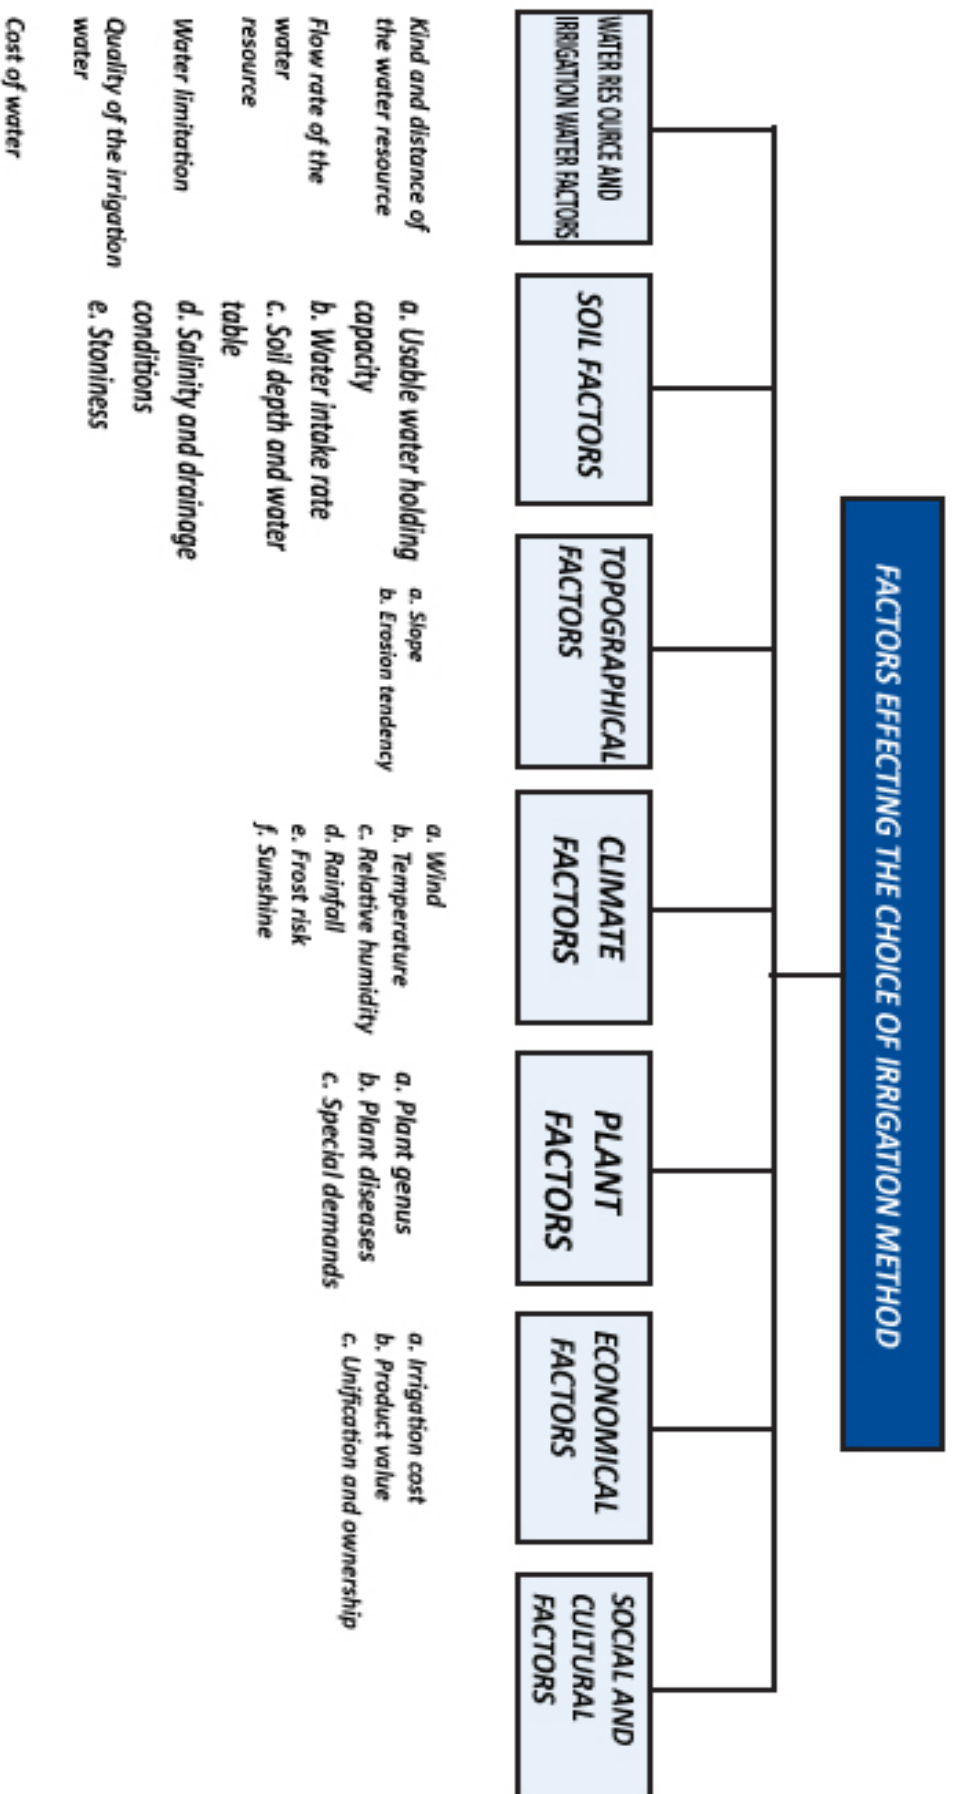 FACTORS EFFECTING THE CHOICE OF IRRIGATION METHOD
WATER RES OURCE AND
IRRIGATION WATER FACTORS
SOIL FACTORS
TOPOGRAPHICAL
FACTORS
CLIMATE
FACTORS
PLANT
FACTORS
ECONOMICAL
FACTORS
SOCIAL AND
CULTURAL
FACTORS
Kind and distance of
the water resource
Flow rate of the
water
resource
Water limitation
Quality of the irrigation
water
Cost of water
a. Usable water holding
capacity
b. Water intake rate
c. Soil depth and water
table
d. Salinity and drainage
conditions
e. Stoniness
a. Slope
b. Erosion tendency
a. Wind
b. Temperature
c. Relative humidity
d. Rainfall
e. Frost risk
f. Sunshine
a. Plant genus
b. Plant diseases
c. Special demands
a. Irrigation cost
b. Product value
c. Unification and ownership